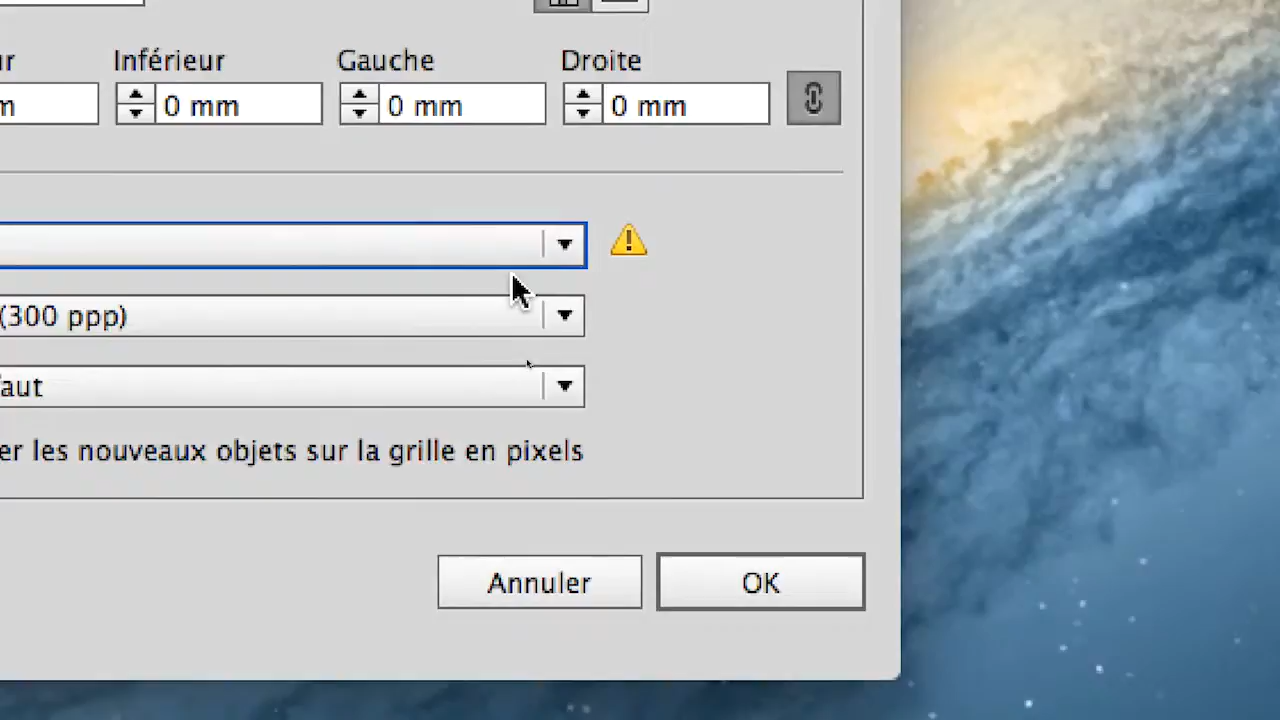 Inférieur Gauche Droite
0 mm 0 mm 0 mm
(300 ppp)
les nouveaux objets sur la grille en pixels
Annuler OK